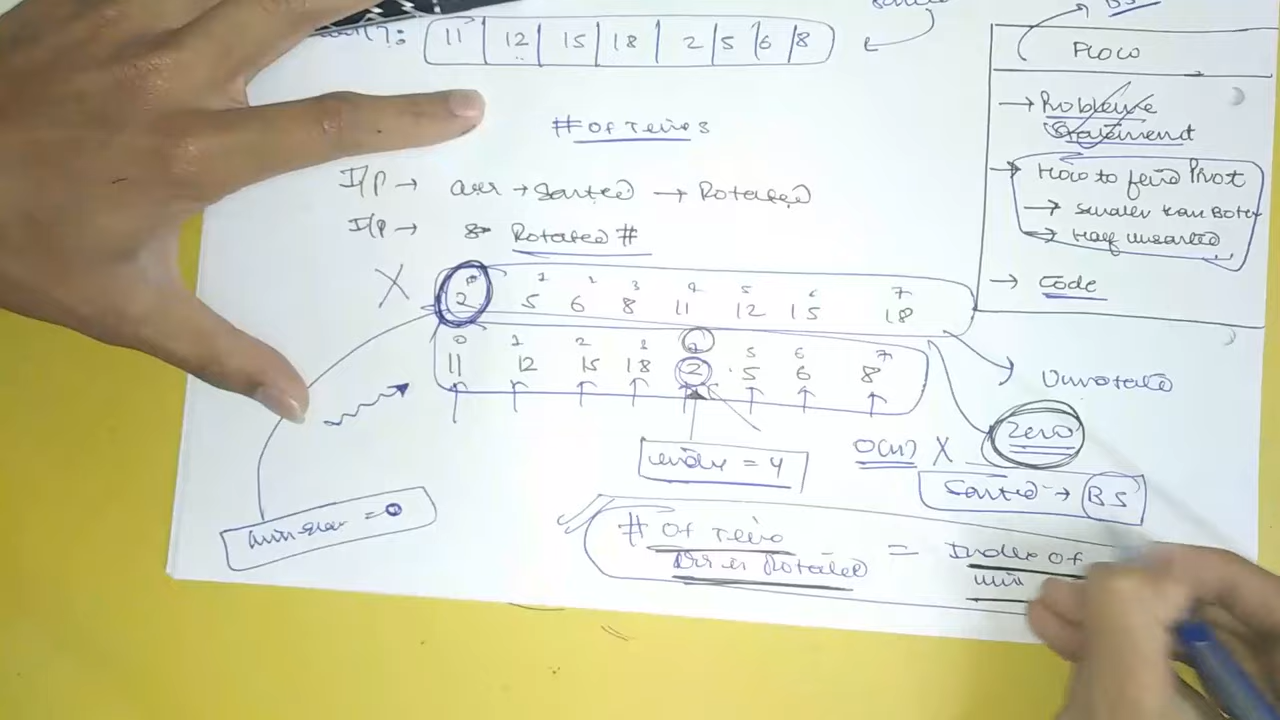 11 12 15 18 2 5 6 8
# of times
I/P → arr → sorted → Rotated
I/P → 8 Rotated #
0 1 2 3 4 5 6 7
2 5 6 8 11 12 15 18
X
0 1 2 3 4 5 6 7
11 12 15 18 2 5 6 8
Unrotated
index = 4
O(n) X
Zero
Sorted → B.S
= 0
# of times
Arr is Rotated = Index of
min
BS
Flow
→ Problem
Statement
→ How to find Pivot
→ Smaller than Both
→ Half unsorted
→ Code